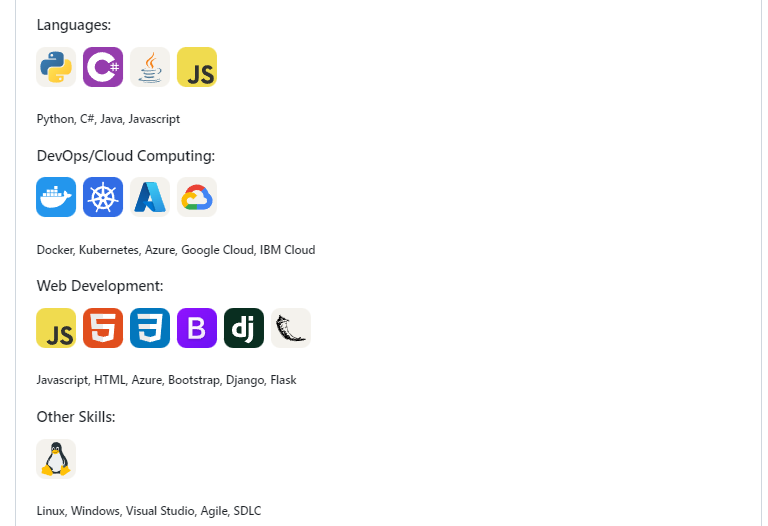 Languages:
C# JS
Python, C#, Java, Javascript
DevOps/Cloud Computing:
Docker, Kubernetes, Azure, Google Cloud, IBM Cloud
Web Development:
JS 5 3 B dj
Javascript, HTML, Azure, Bootstrap, Django, Flask
Other Skills:
Linux, Windows, Visual Studio, Agile, SDLC